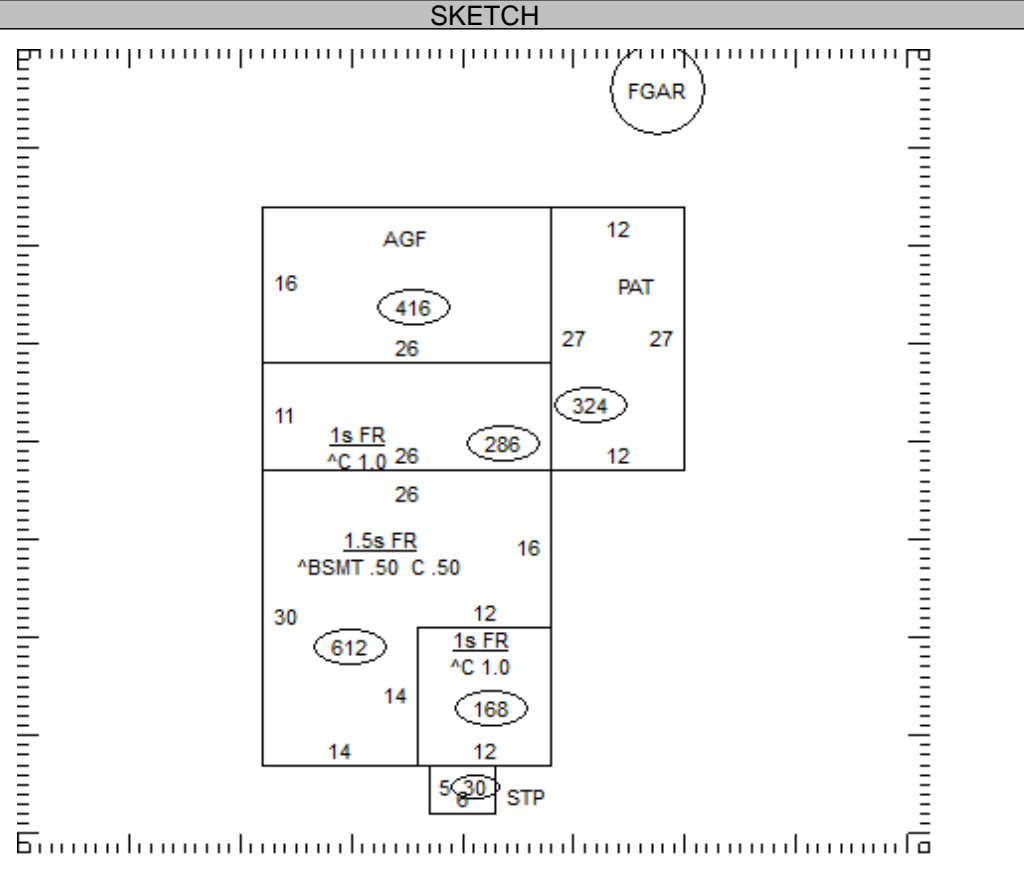 SKETCH
FGAR
12
AGF
16
PAT
416
27 27
26
324
11
1s FR
286
^C 1.0 26
12
26
1.5s FR
16
^BSMT .50 C .50
12
30
1s FR
612
^C 1.0
14
168
14
12
5 30
6
STP